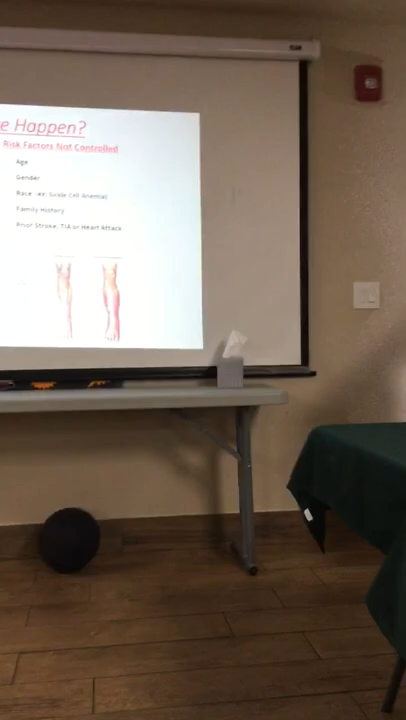 e Happen?
Risk Factors Not Controlled
Age
Gender
Race -ex: Sickle Cell Anemia)
Family History
Prior Stroke, TIA or Heart Attack